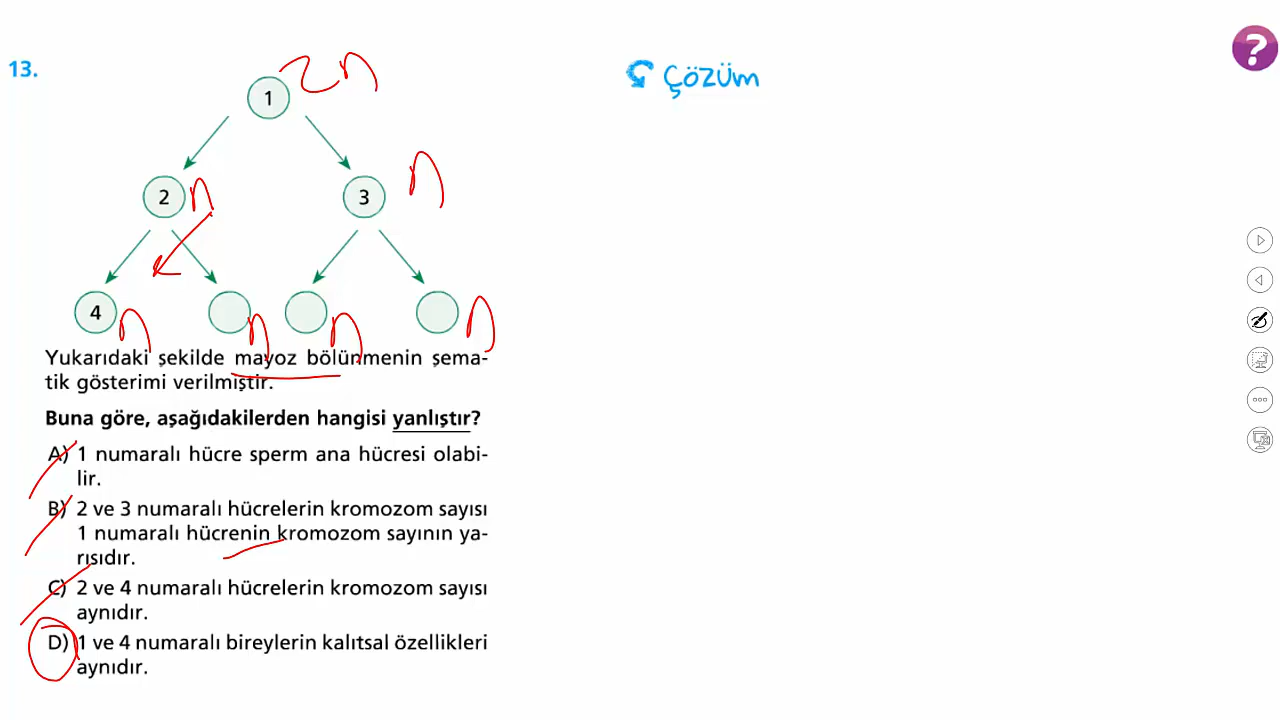 13.
Çözüm
?
2n
1
2 n
3
n
4 n
n
n
n
Yukarıdaki şekilde mayoz bölünmenin şema-
tik gösterimi verilmiştir.
Buna göre, aşağıdakilerden hangisi yanlıştır?
A) 1 numaralı hücre sperm ana hücresi olabi-
lir.
B) 2 ve 3 numaralı hücrelerin kromozom sayısı
1 numaralı hücrenin kromozom sayının ya-
rısıdır.
C) 2 ve 4 numaralı hücrelerin kromozom sayısı
aynıdır.
D) 1 ve 4 numaralı bireylerin kalıtsal özellikleri
aynıdır.